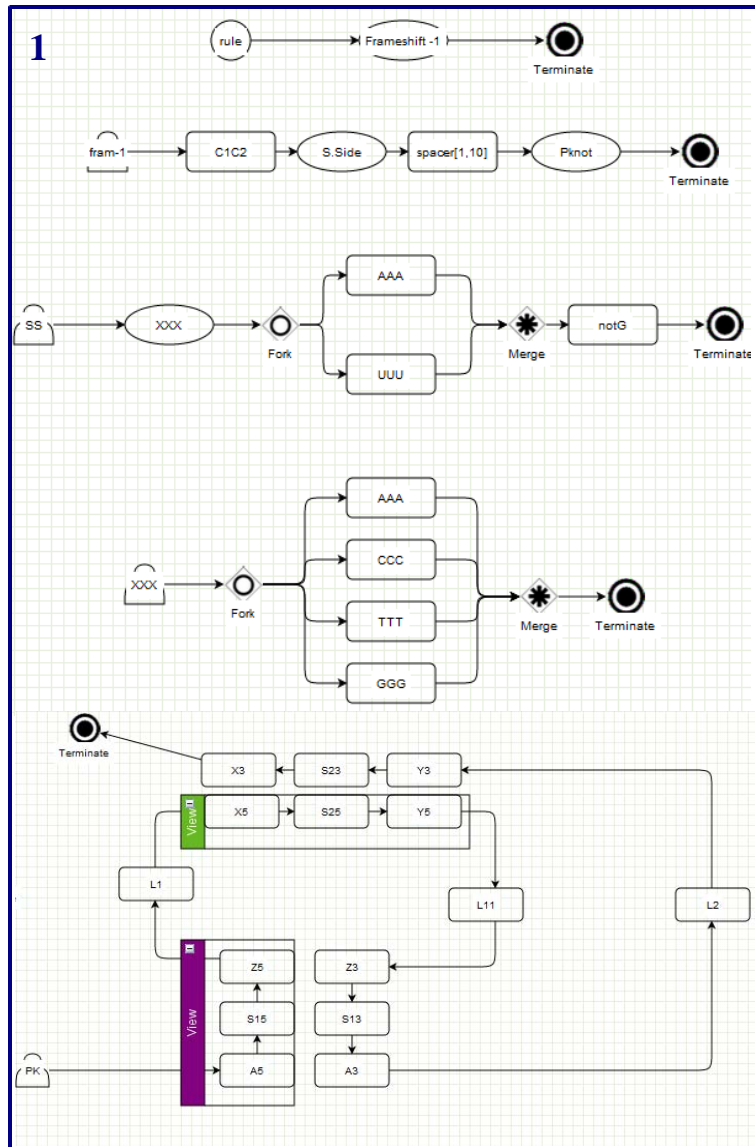 1
rule
Frameshift -1
Terminate
fram-1
C1C2
S.Side
spacer[1,10]
Pknot
Terminate
SS
XXX
Fork
AAA
UUU
Merge
notG
Terminate
XXX
Fork
AAA
CCC
TTT
GGG
Merge
Terminate
Terminate
X3
S23
Y3
View
X5
S25
Y5
L1
L11
L2
View
Z5
Z3
S15
S13
PK
A5
A3